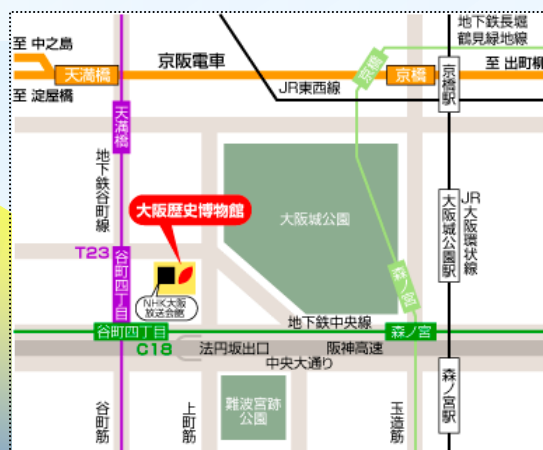 地下鉄長堀
鶴見緑地線
至 中之島
京阪電車
天満橋
京橋
京橋
京橋駅
至 出町柳
至 淀屋橋
JR東西線
天満橋
地下鉄谷町線
大阪歴史博物館
大阪城公園
大阪城公園駅
JR大阪環状線
T23
谷町四丁目
NHK大阪
放送会館
森ノ宮
地下鉄中央線
谷町四丁目
森ノ宮
C18
法円坂出口
阪神高速
中央大通り
森ノ宮駅
難波宮跡
公園
谷町筋
上町筋
玉造筋